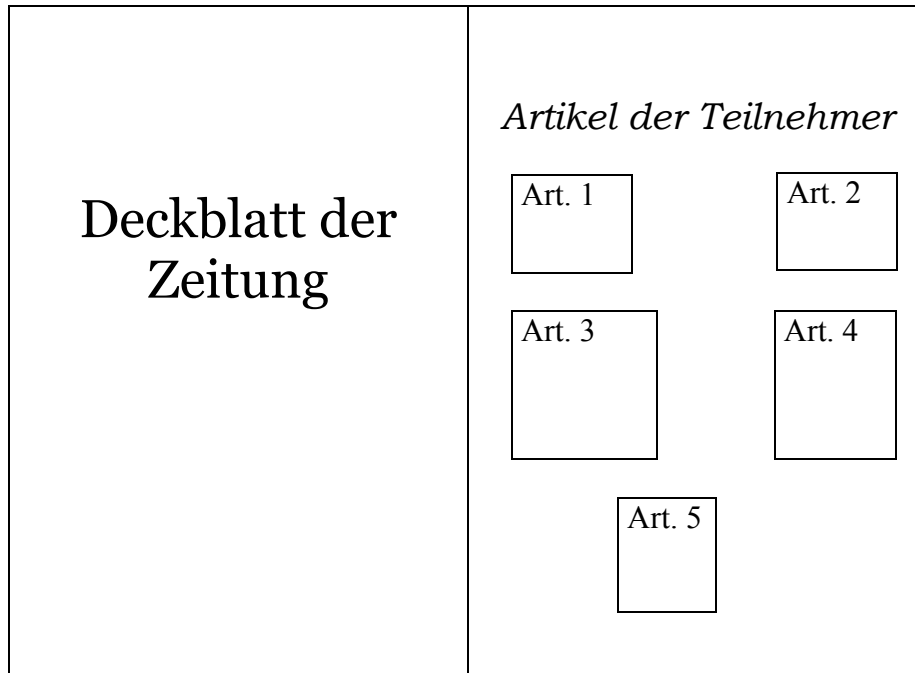 Deckblatt der
Zeitung
Artikel der Teilnehmer
Art. 1
Art. 2
Art. 3
Art. 4
Art. 5